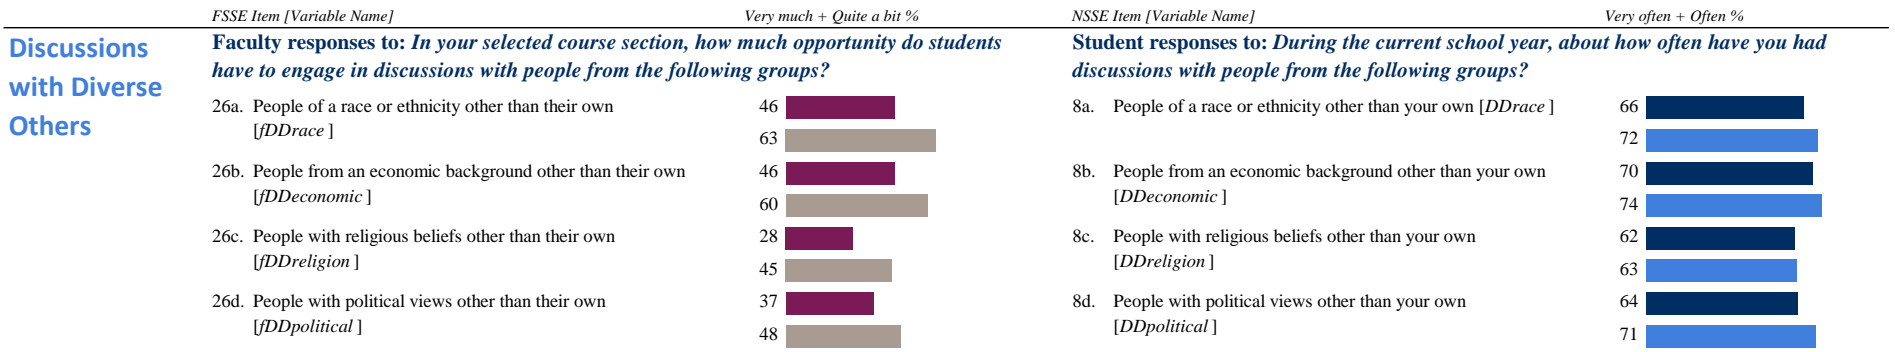 FSSE Item [Variable Name]
Very much + Quite a bit %
NSSE Item [Variable Name]
Very often + Often %
Discussions
with Diverse
Others
Faculty responses to: In your selected course section, how much opportunity do students
have to engage in discussions with people from the following groups?
26a. People of a race or ethnicity other than their own
[fDDrace]
46
63
26b. People from an economic background other than their own
[fDDeconomic]
46
60
26c. People with religious beliefs other than their own
[fDDreligion]
28
45
26d. People with political views other than their own
[fDDpolitical]
37
48
Student responses to: During the current school year, about how often have you had
discussions with people from the following groups?
8a. People of a race or ethnicity other than your own [DDrace]
66
72
8b. People from an economic background other than your own
[DDeconomic]
70
74
8c. People with religious beliefs other than your own
[DDreligion]
62
63
8d. People with political views other than your own
[DDpolitical]
64
71